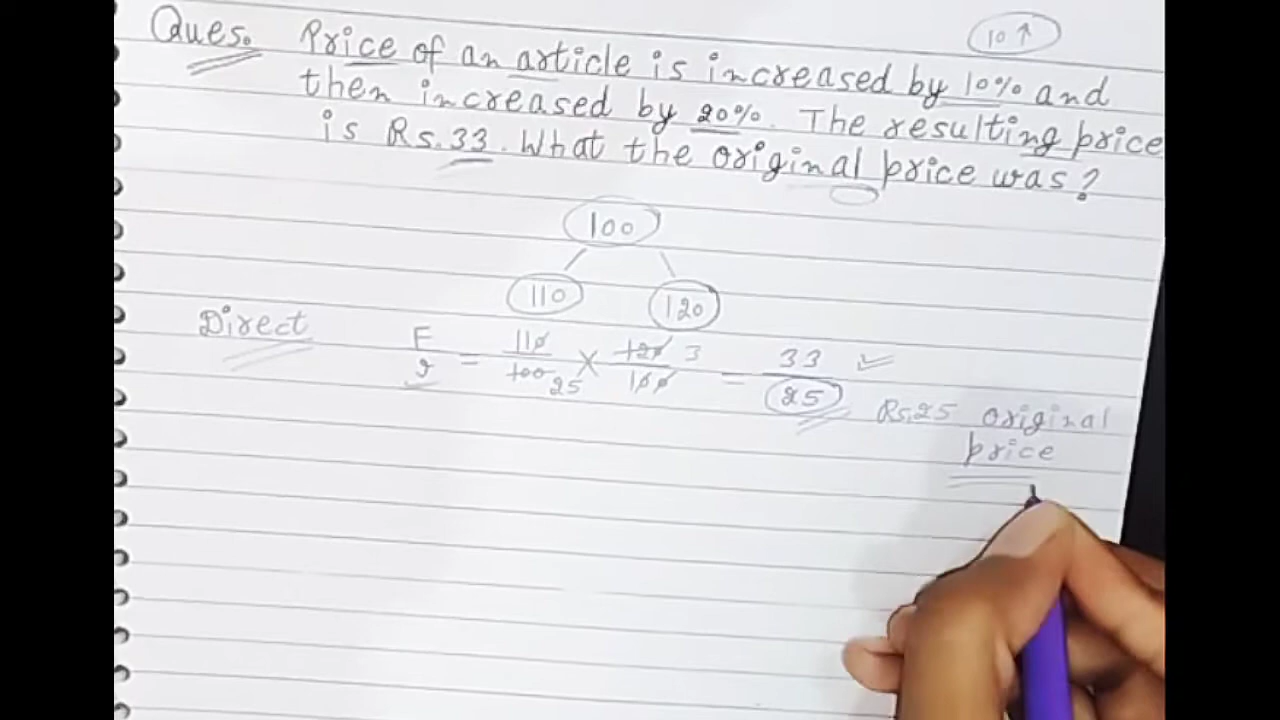 10 ↑
Ques. Price of an article is increased by 10% and
then increased by 20%. The resulting price
is Rs. 33. What the original price was?
100
110 120
Direct F/I = 110/100 25 × 120 3/100 = 33/25 ✓
Rs.25 original
price